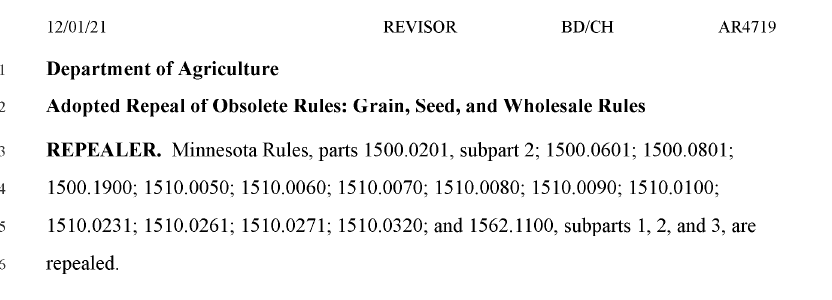 12/01/21 REVISOR BD/CH AR4719
1 Department of Agriculture
2 Adopted Repeal of Obsolete Rules: Grain, Seed, and Wholesale Rules
3 REPEALER. Minnesota Rules, parts 1500.0201, subpart 2; 1500.0601; 1500.0801;
4 1500.1900; 1510.0050; 1510.0060; 1510.0070; 1510.0080; 1510.0090; 1510.0100;
5 1510.0231; 1510.0261; 1510.0271; 1510.0320; and 1562.1100, subparts 1, 2, and 3, are
6 repealed.